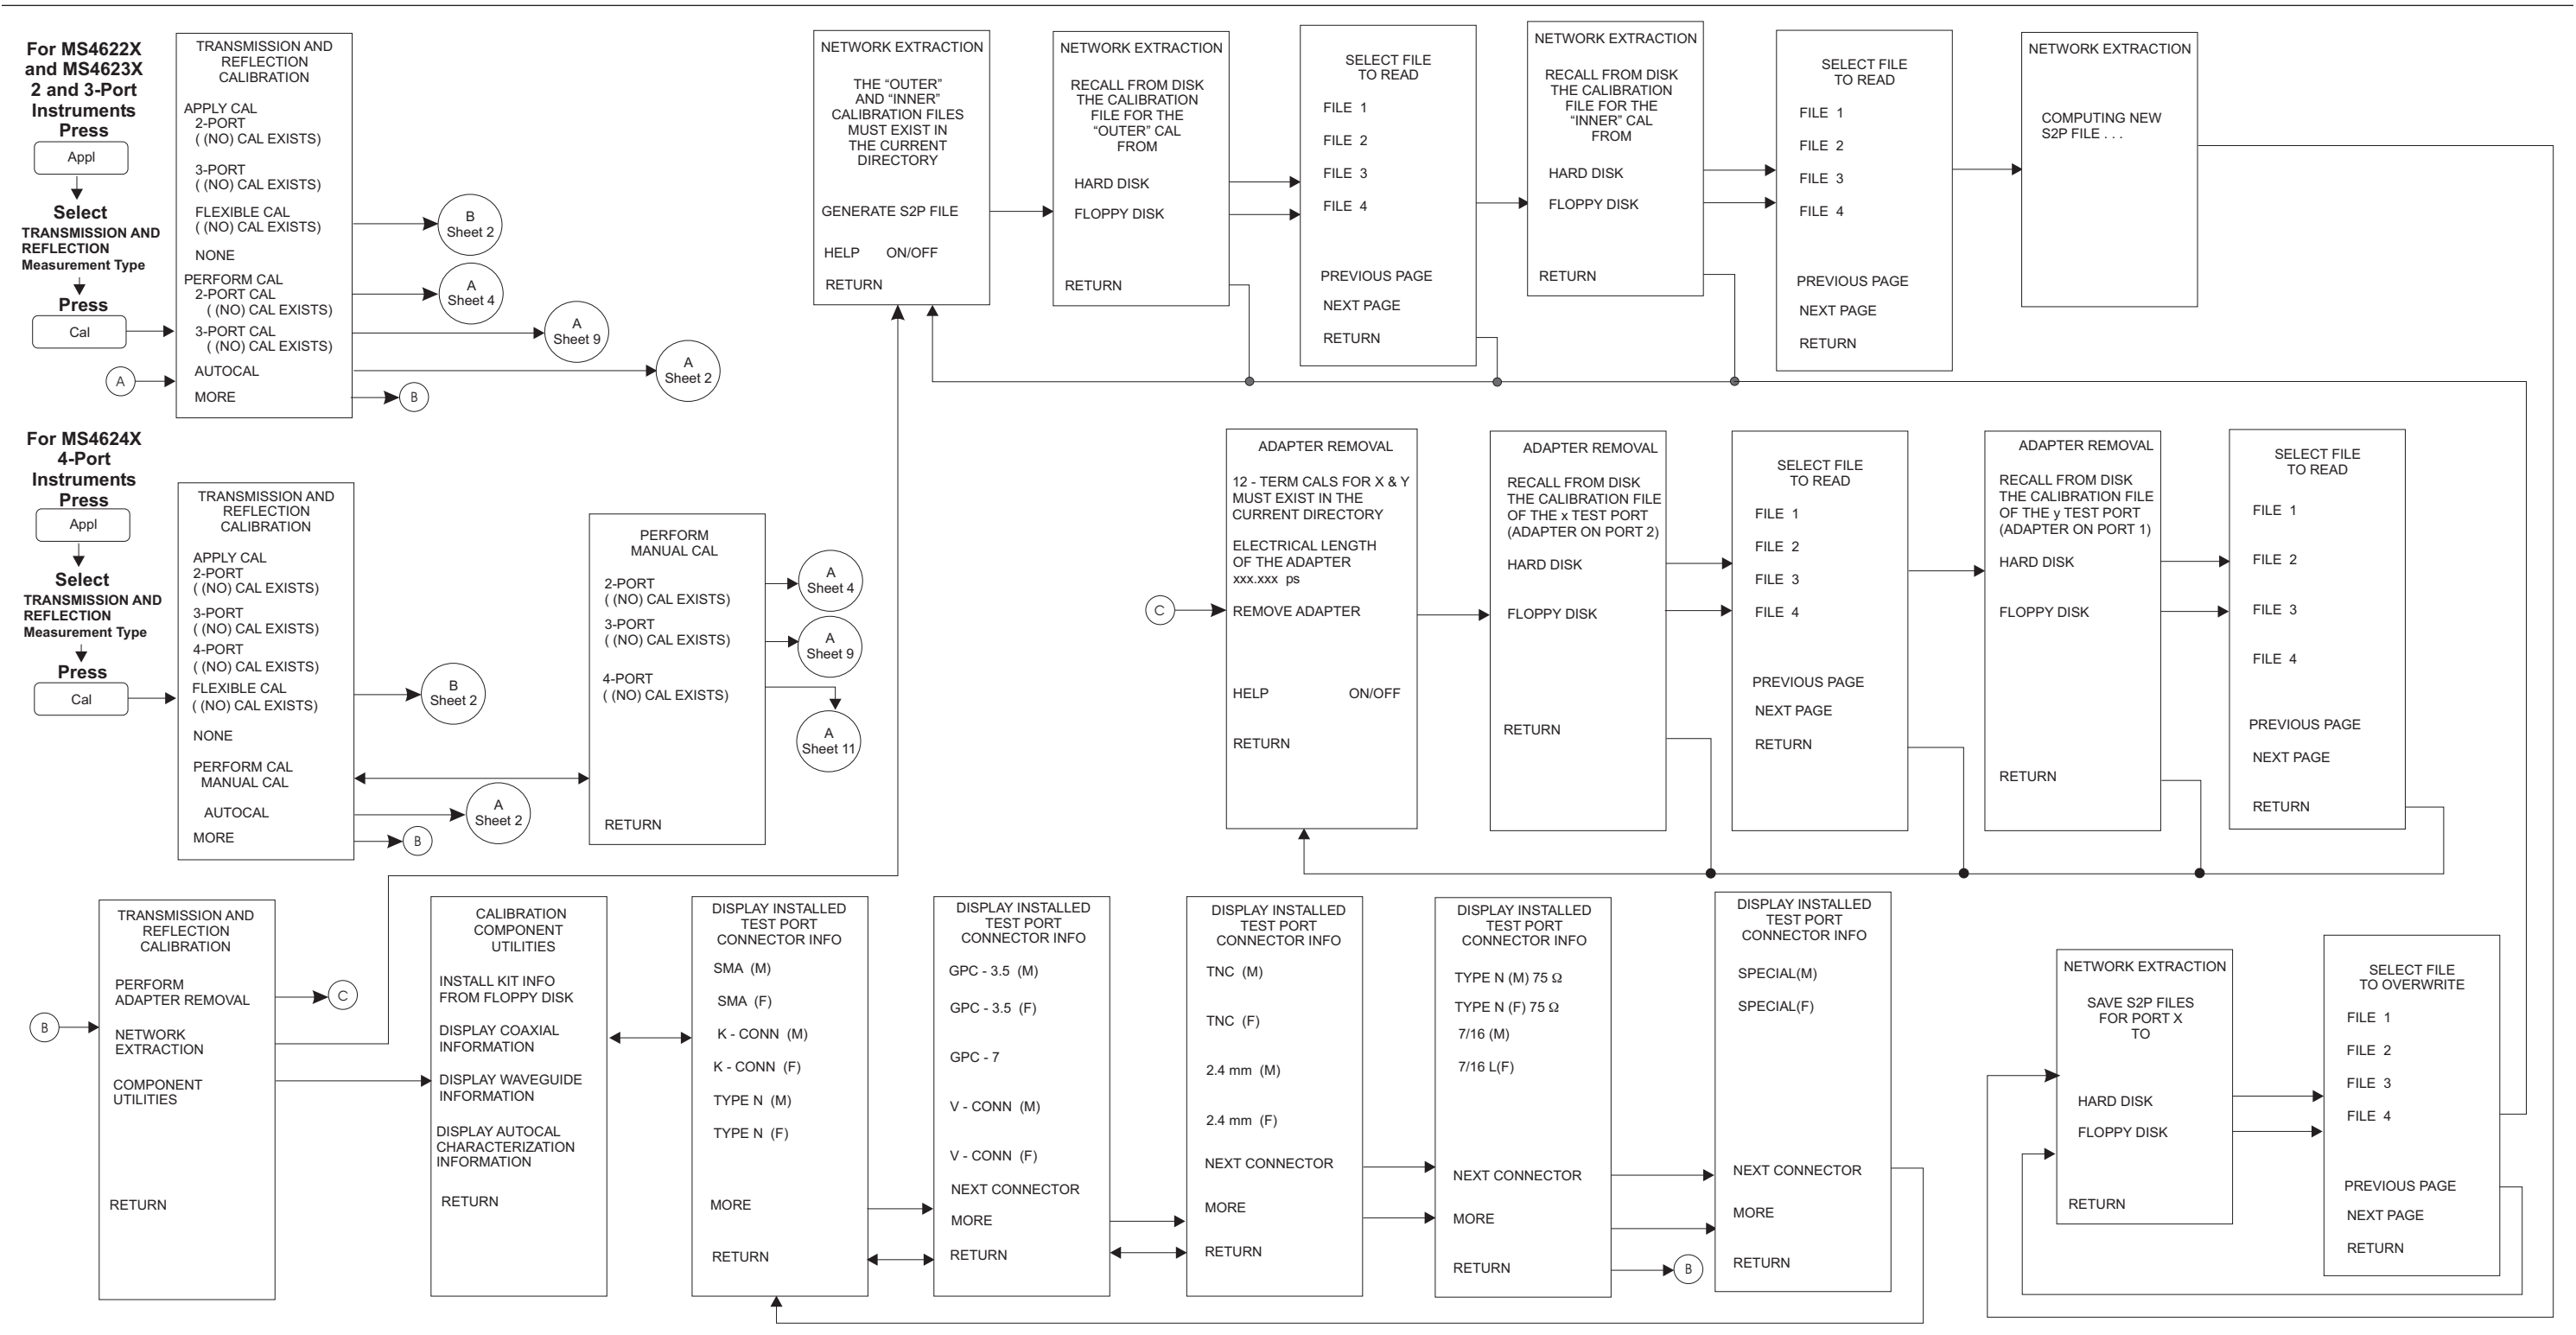 For MS4622X
and MS4623X
2 and 3-Port
Instruments
Press
Appl
Select
TRANSMISSION AND
REFLECTION
Measurement Type
Press
Cal
A
TRANSMISSION AND
REFLECTION
CALIBRATION
APPLY CAL
2-PORT
( (NO) CAL EXISTS)
3-PORT
( (NO) CAL EXISTS)
FLEXIBLE CAL
( (NO) CAL EXISTS)
NONE
PERFORM CAL
2-PORT CAL
( (NO) CAL EXISTS)
3-PORT CAL
( (NO) CAL EXISTS)
AUTOCAL
MORE
B
Sheet 2
A
Sheet 4
A
Sheet 9
A
Sheet 2
B
NETWORK EXTRACTION
THE “OUTER”
AND “INNER”
CALIBRATION FILES
MUST EXIST IN
THE CURRENT
DIRECTORY
GENERATE S2P FILE
HELP ON/OFF
RETURN
NETWORK EXTRACTION
RECALL FROM DISK
THE CALIBRATION
FILE FOR THE
“OUTER” CAL
FROM
HARD DISK
FLOPPY DISK
RETURN
SELECT FILE
TO READ
FILE 1
FILE 2
FILE 3
FILE 4
PREVIOUS PAGE
NEXT PAGE
RETURN
NETWORK EXTRACTION
RECALL FROM DISK
THE CALIBRATION
FILE FOR THE
“INNER” CAL
FROM
HARD DISK
FLOPPY DISK
RETURN
SELECT FILE
TO READ
FILE 1
FILE 2
FILE 3
FILE 4
PREVIOUS PAGE
NEXT PAGE
RETURN
NETWORK EXTRACTION
COMPUTING NEW
S2P FILE . . .
For MS4624X
4-Port
Instruments
Press
Appl
Select
TRANSMISSION AND
REFLECTION
Measurement Type
Press
Cal
TRANSMISSION AND
REFLECTION
CALIBRATION
APPLY CAL
2-PORT
( (NO) CAL EXISTS)
3-PORT
( (NO) CAL EXISTS)
4-PORT
( (NO) CAL EXISTS)
FLEXIBLE CAL
( (NO) CAL EXISTS)
NONE
PERFORM CAL
MANUAL CAL
AUTOCAL
MORE
B
Sheet 2
A
Sheet 2
B
PERFORM
MANUAL CAL
2-PORT
( (NO) CAL EXISTS)
3-PORT
( (NO) CAL EXISTS)
4-PORT
( (NO) CAL EXISTS)
RETURN
A
Sheet 4
A
Sheet 9
A
Sheet 11
C
ADAPTER REMOVAL
12 - TERM CALS FOR X & Y
MUST EXIST IN THE
CURRENT DIRECTORY
ELECTRICAL LENGTH
OF THE ADAPTER
xxx.xxx ps
REMOVE ADAPTER
HELP ON/OFF
RETURN
ADAPTER REMOVAL
RECALL FROM DISK
THE CALIBRATION FILE
OF THE x TEST PORT
(ADAPTER ON PORT 2)
HARD DISK
FLOPPY DISK
RETURN
SELECT FILE
TO READ
FILE 1
FILE 2
FILE 3
FILE 4
PREVIOUS PAGE
NEXT PAGE
RETURN
ADAPTER REMOVAL
RECALL FROM DISK
THE CALIBRATION FILE
OF THE y TEST PORT
(ADAPTER ON PORT 1)
HARD DISK
FLOPPY DISK
RETURN
SELECT FILE
TO READ
FILE 1
FILE 2
FILE 3
FILE 4
PREVIOUS PAGE
NEXT PAGE
RETURN
B
TRANSMISSION AND
REFLECTION
CALIBRATION
PERFORM
ADAPTER REMOVAL
NETWORK
EXTRACTION
COMPONENT
UTILITIES
RETURN
C
CALIBRATION
COMPONENT
UTILITIES
INSTALL KIT INFO
FROM FLOPPY DISK
DISPLAY COAXIAL
INFORMATION
DISPLAY WAVEGUIDE
INFORMATION
DISPLAY AUTOCAL
CHARACTERIZATION
INFORMATION
RETURN
DISPLAY INSTALLED
TEST PORT
CONNECTOR INFO
SMA (M)
SMA (F)
K - CONN (M)
K - CONN (F)
TYPE N (M)
TYPE N (F)
MORE
RETURN
DISPLAY INSTALLED
TEST PORT
CONNECTOR INFO
GPC - 3.5 (M)
GPC - 3.5 (F)
GPC - 7
V - CONN (M)
V - CONN (F)
NEXT CONNECTOR
MORE
RETURN
DISPLAY INSTALLED
TEST PORT
CONNECTOR INFO
TNC (M)
TNC (F)
2.4 mm (M)
2.4 mm (F)
NEXT CONNECTOR
MORE
RETURN
DISPLAY INSTALLED
TEST PORT
CONNECTOR INFO
TYPE N (M) 75 Ω
TYPE N (F) 75 Ω
7/16 (M)
7/16 L(F)
NEXT CONNECTOR
MORE
RETURN
B
DISPLAY INSTALLED
TEST PORT
CONNECTOR INFO
SPECIAL(M)
SPECIAL(F)
NEXT CONNECTOR
MORE
RETURN
NETWORK EXTRACTION
SAVE S2P FILES
FOR PORT X
TO
HARD DISK
FLOPPY DISK
RETURN
SELECT FILE
TO OVERWRITE
FILE 1
FILE 2
FILE 3
FILE 4
PREVIOUS PAGE
NEXT PAGE
RETURN